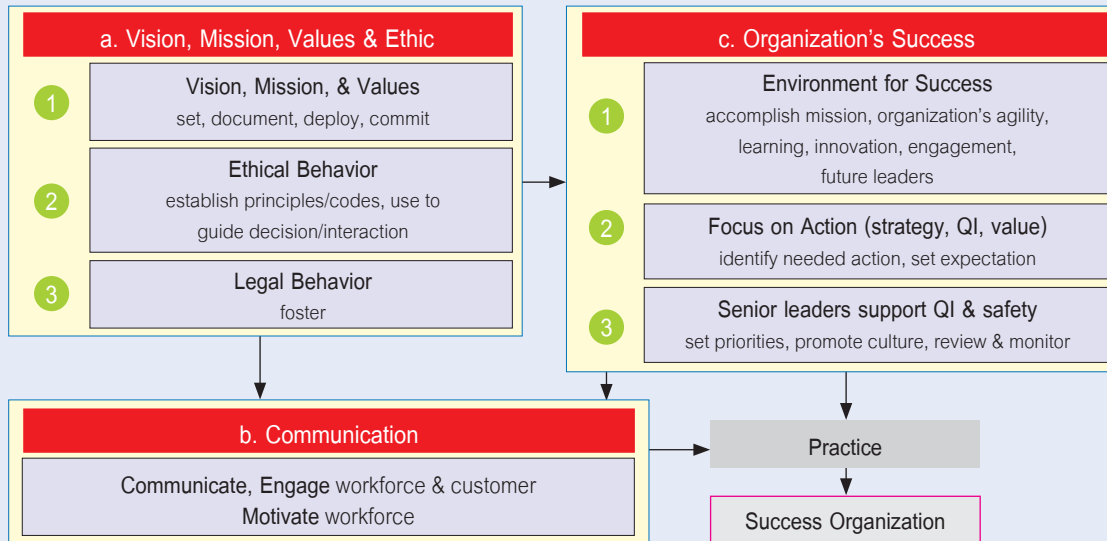 a. Vision, Mission, Values & Ethic
1
Vision, Mission, & Values
set, document, deploy, commit
2
Ethical Behavior
establish principles/codes, use to
guide decision/interaction
3
Legal Behavior
foster
c. Organization's Success
1
Environment for Success
accomplish mission, organization's agility,
learning, innovation, engagement,
future leaders
2
Focus on Action (strategy, QI, value)
identify needed action, set expectation
3
Senior leaders support QI & safety
set priorities, promote culture, review & monitor
b. Communication
Communicate, Engage workforce & customer
Motivate workforce
Practice
Success Organization